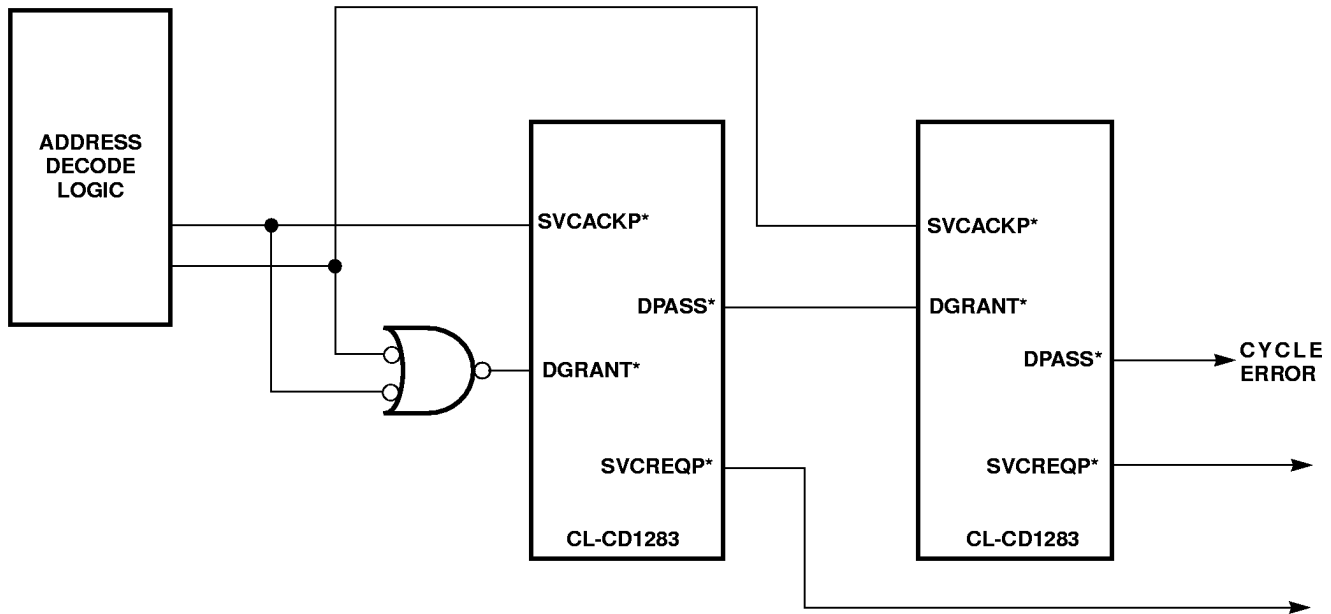 ADDRESS
DECODE
LOGIC
SVCACKP*
DPASS*
DGRANT*
SVCREQP*
CL-CD1283
SVCACKP*
DGRANT*
DPASS*
SVCREQP*
CL-CD1283
CYCLE
ERROR